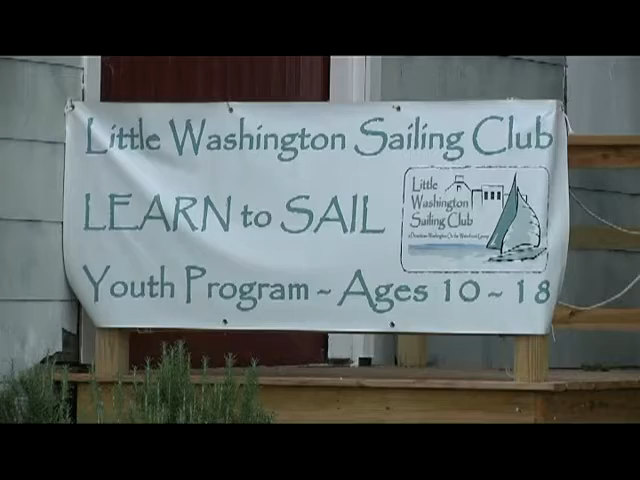 Little Washington Sailing Club
LEARN to SAIL
Youth Program ~ Ages 10 ~ 18
Little
Washington
Sailing Club